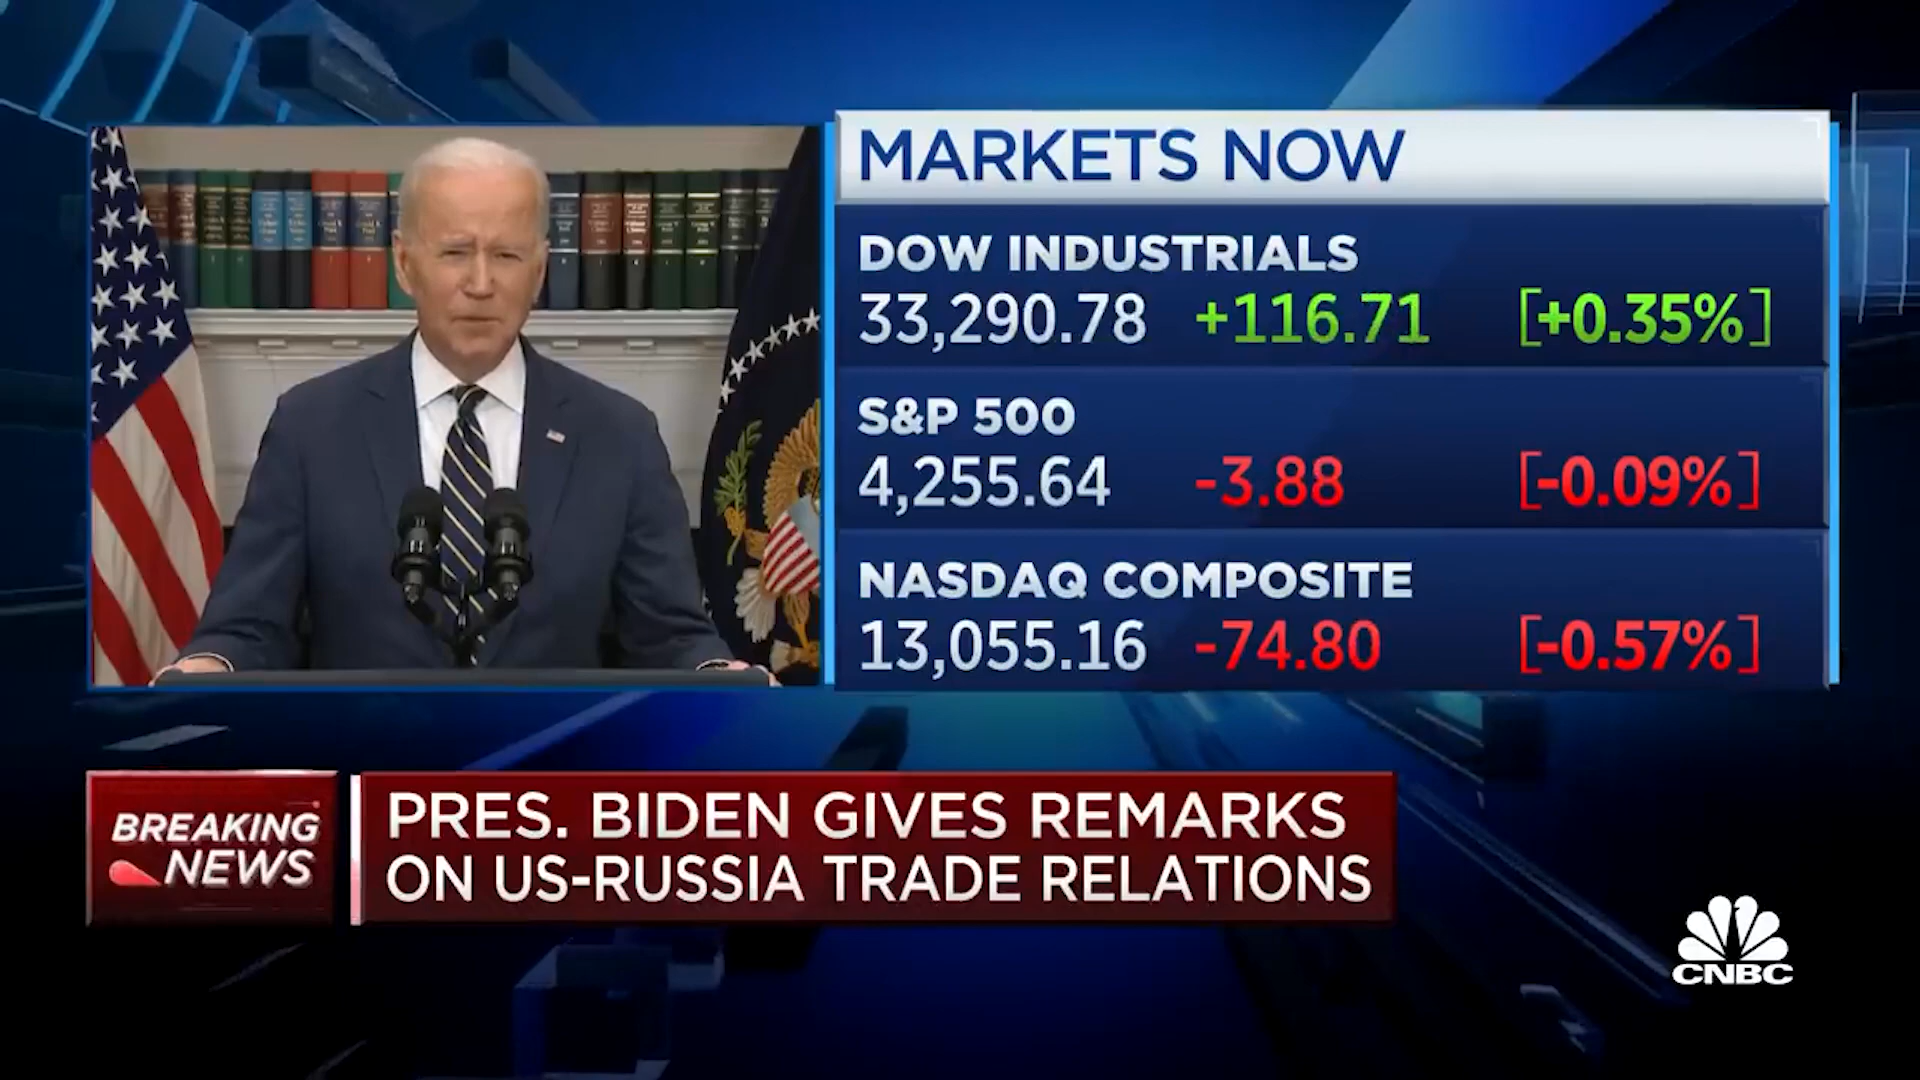 MARKETS NOW
DOW INDUSTRIALS
33,290.78 +116.71 [+0.35%]
S&P 500
4,255.64 -3.88 [-0.09%]
NASDAQ COMPOSITE
13,055.16 -74.80 [-0.57%]
BREAKING
NEWS
PRES. BIDEN GIVES REMARKS
ON US-RUSSIA TRADE RELATIONS
CNBC